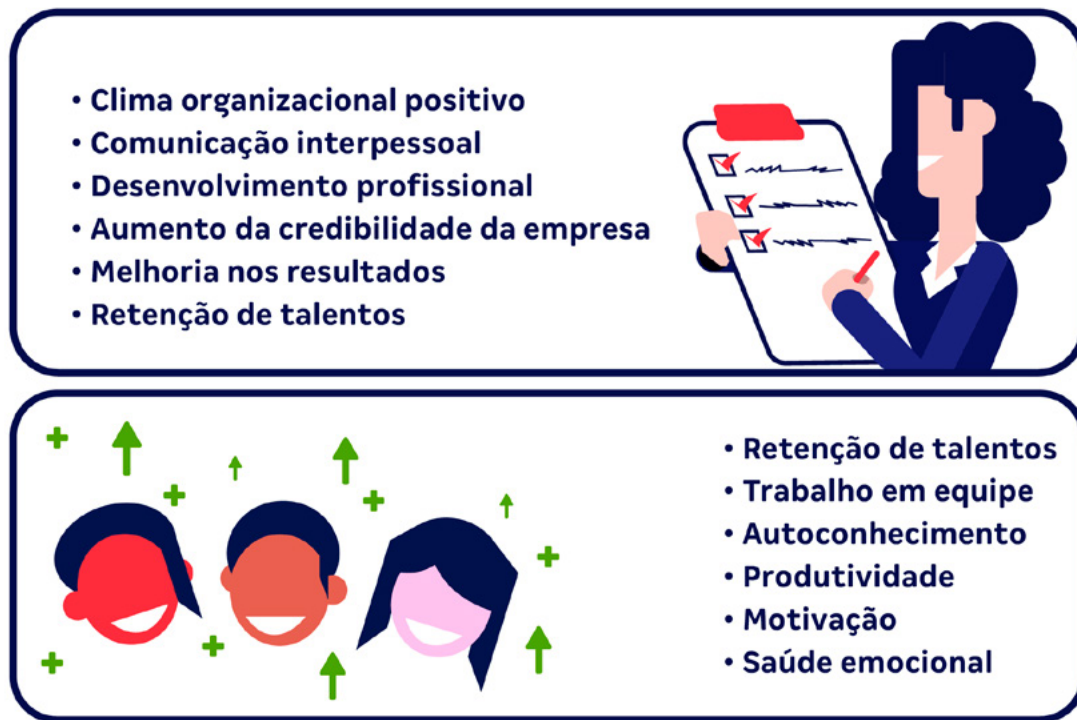 • Clima organizacional positivo
• Comunicação interpessoal
• Desenvolvimento profissional
• Aumento da credibilidade da empresa
• Melhoria nos resultados
• Retenção de talentos
• Retenção de talentos
• Trabalho em equipe
• Autoconhecimento
• Produtividade
• Motivação
• Saúde emocional